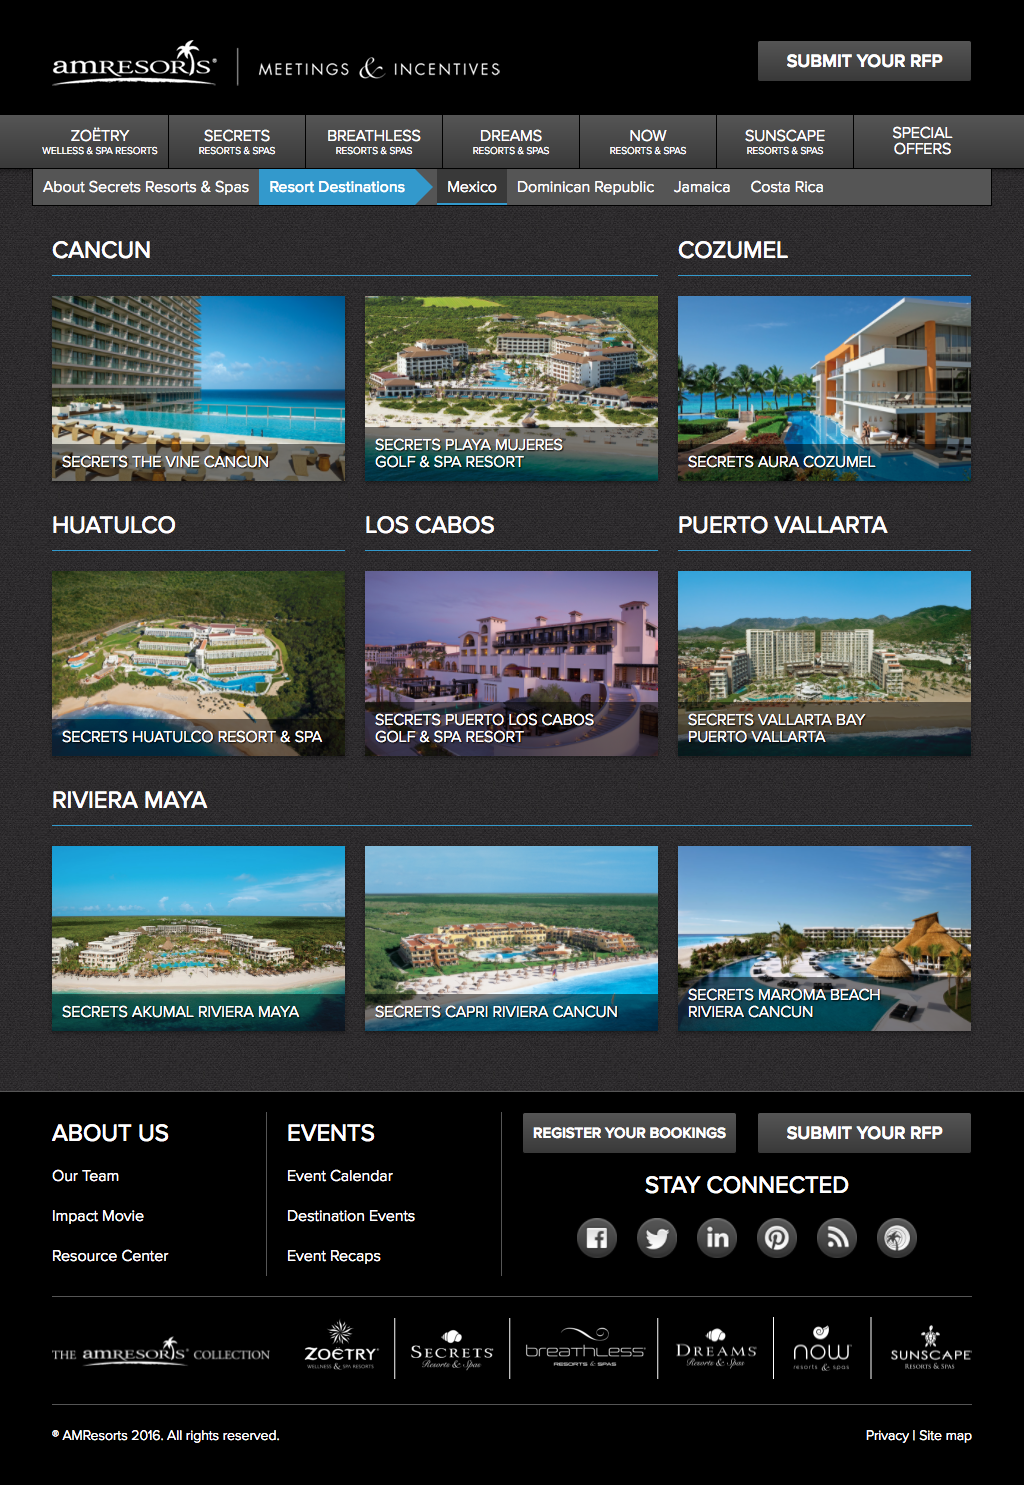 AMRESORTS® | MEETINGS & INCENTIVES
SUBMIT YOUR RFP
ZOËTRY
WELLESS & SPA RESORTS
SECRETS
RESORTS & SPAS
BREATHLESS
RESORTS & SPAS
DREAMS
RESORTS & SPAS
NOW
RESORTS & SPAS
SUNSCAPE
RESORTS & SPAS
SPECIAL
OFFERS
About Secrets Resorts & Spas
Resort Destinations
Mexico
Dominican Republic
Jamaica
Costa Rica
CANCUN
COZUMEL
SECRETS THE VINE CANCUN
SECRETS PLAYA MUJERES
GOLF & SPA RESORT
SECRETS AURA COZUMEL
HUATULCO
LOS CABOS
PUERTO VALLARTA
SECRETS HUATULCO RESORT & SPA
SECRETS PUERTO LOS CABOS
GOLF & SPA RESORT
SECRETS VALLARTA BAY
PUERTO VALLARTA
RIVIERA MAYA
SECRETS AKUMAL RIVIERA MAYA
SECRETS CAPRI RIVIERA CANCUN
SECRETS MAROMA BEACH
RIVIERA CANCUN
ABOUT US
Our Team
Impact Movie
Resource Center
EVENTS
Event Calendar
Destination Events
Event Recaps
REGISTER YOUR BOOKINGS
SUBMIT YOUR RFP
STAY CONNECTED
THE AMRESORTS® COLLECTION
ZOËTRY
WELLNESS & SPA RESORTS
SECRETS
Resorts & Spas
breathless
RESORTS & SPAS
DREAMS
Resorts & Spas
now
resorts & spas
SUNSCAPE
RESORTS & SPAS
® AMResorts 2016. All rights reserved.
Privacy | Site map